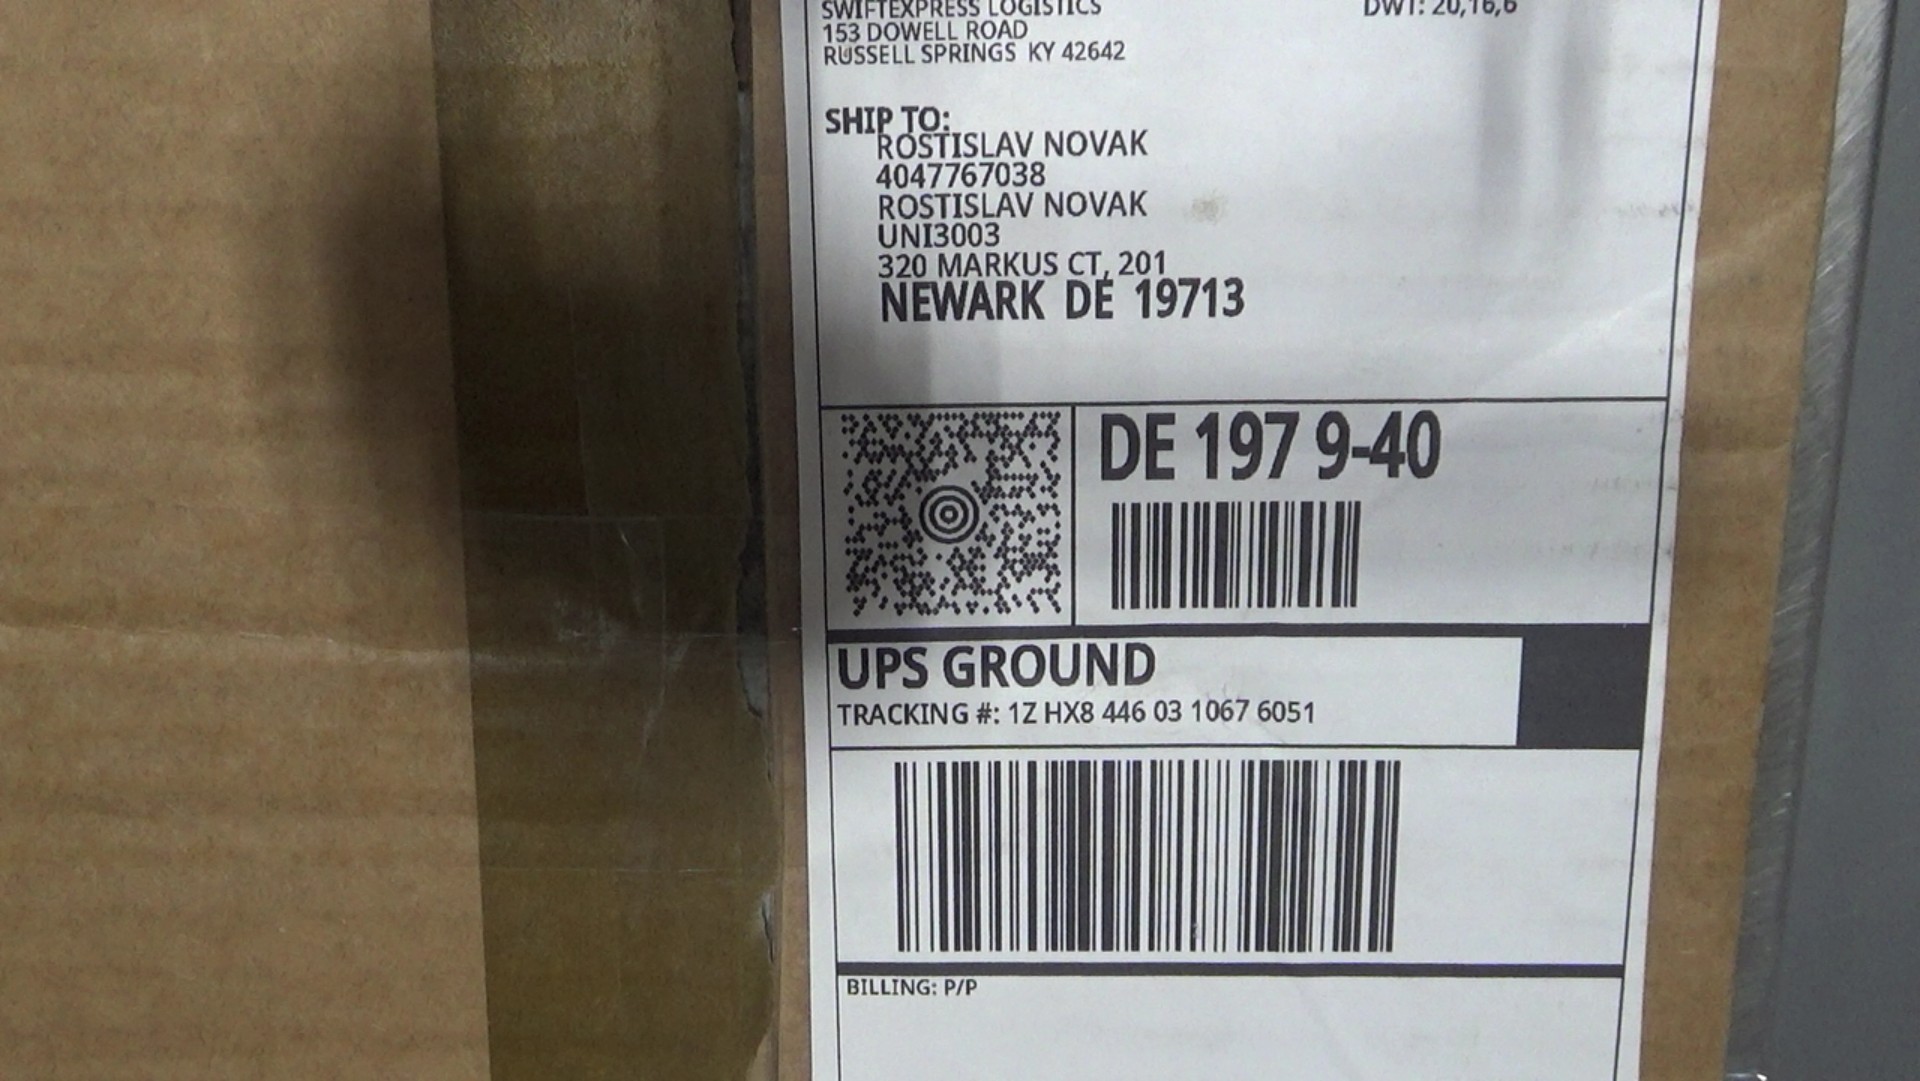 SWIFTEXPRESS LOGISTICS
DWT: 20,16,6
153 DOWELL ROAD
RUSSELL SPRINGS KY 42642
SHIP TO:
ROSTISLAV NOVAK
4047767038
ROSTISLAV NOVAK
UNI3003
320 MARKUS CT, 201
NEWARK DE 19713
DE 197 9-40
UPS GROUND
TRACKING #: 1Z HX8 446 03 1067 6051
BILLING: P/P